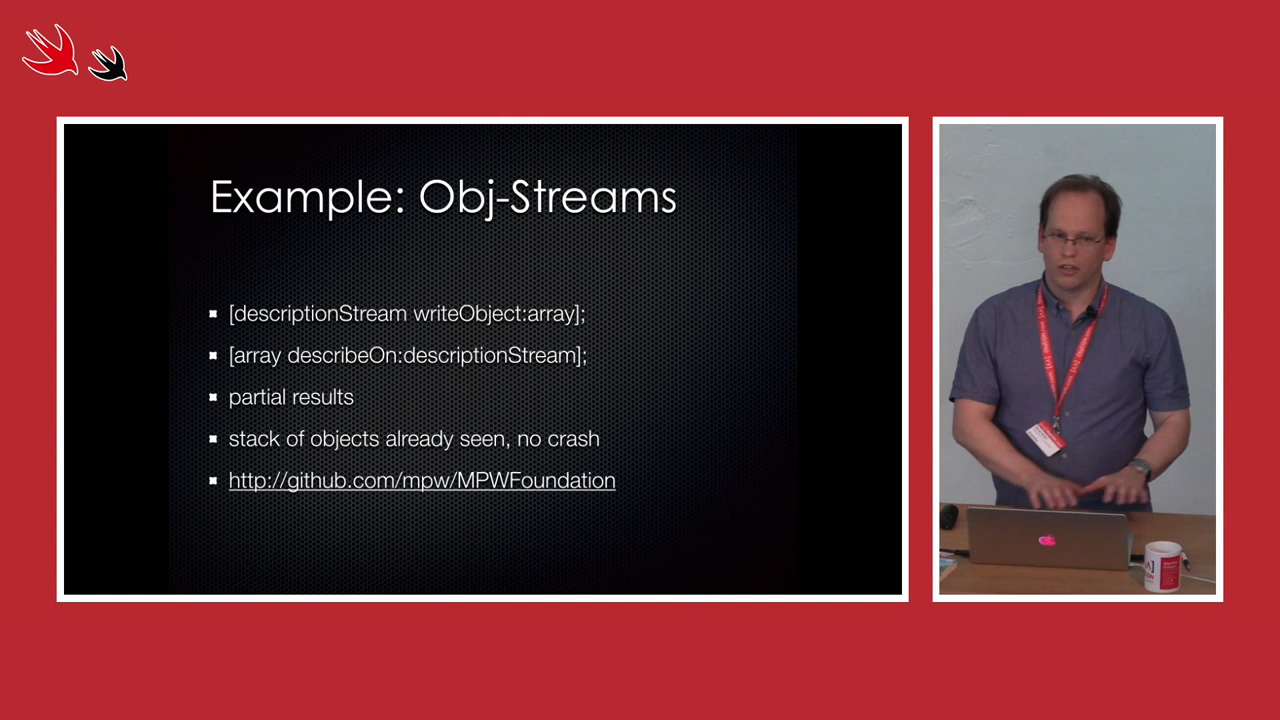 Example: Obj-Streams
[descriptionStream writeObject:array];
[array describeOn:descriptionStream];
partial results
stack of objects already seen, no crash
http://github.com/mpw/MPWFoundation